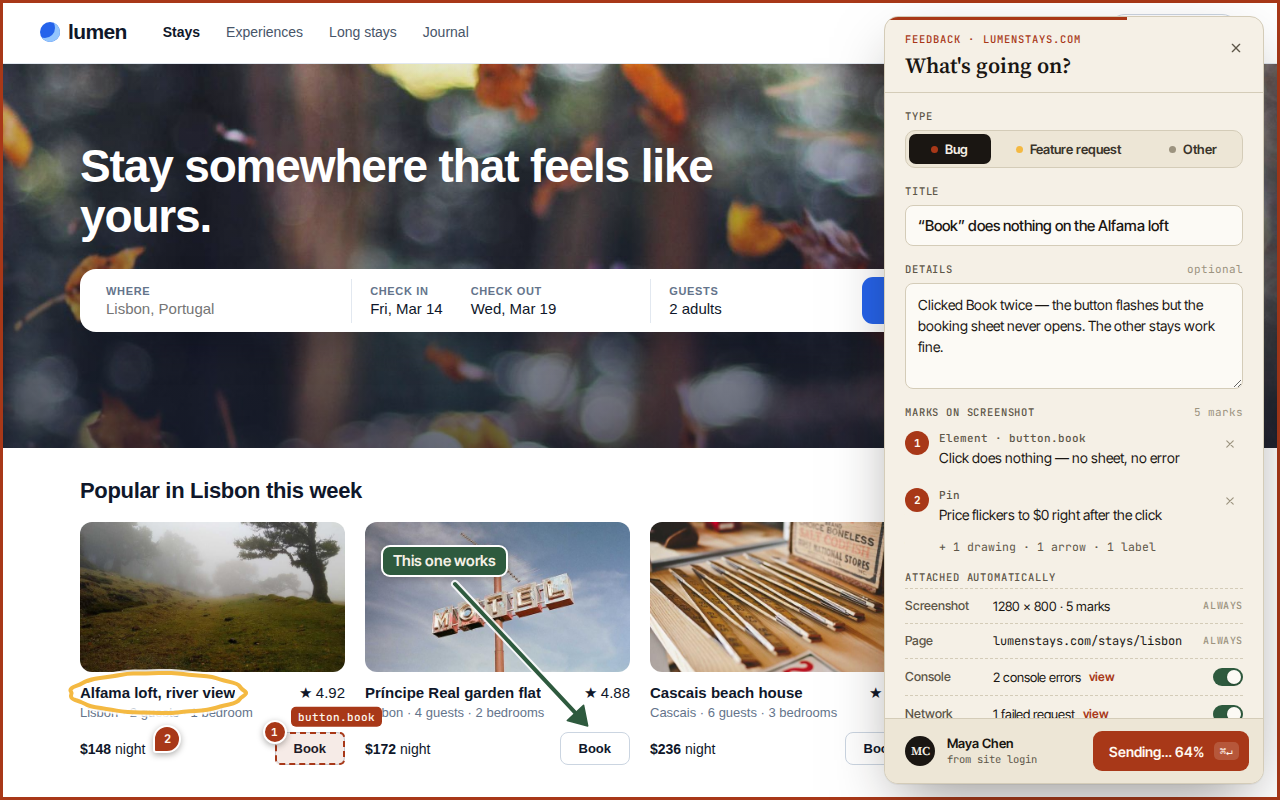 lumen
Stays
Experiences
Long stays
Journal
Stay somewhere that feels like
yours.
WHERE
Lisbon, Portugal
CHECK IN
Fri, Mar 14
CHECK OUT
Wed, Mar 19
GUESTS
2 adults
Popular in Lisbon this week
This one works
MOTEL
BONELESS
SALT CODFISH
NATIONAL STORES
Alfama loft, river view
★ 4.92
bedroom
$148 night
2
1
button.book
Book
Príncipe Real garden flat
★ 4.88
bon · 4 guests · 2 bedrooms
$172 night
Book
Cascais beach house
★
Cascais · 6 guests · 3 bedrooms
$236 night
FEEDBACK · LUMENSTAYS.COM
What's going on?
TYPE
Bug
Feature request
Other
TITLE
“Book” does nothing on the Alfama loft
DETAILS
optional
Clicked Book twice — the button flashes but the
booking sheet never opens. The other stays work
fine.
MARKS ON SCREENSHOT
5 marks
1
Element · button.book
Click does nothing — no sheet, no error
2
Pin
Price flickers to $0 right after the click
+ 1 drawing · 1 arrow · 1 label
ATTACHED AUTOMATICALLY
Screenshot
1280 × 800 · 5 marks
ALWAYS
Page
lumenstays.com/stays/lisbon
ALWAYS
Console
2 console errors view
Network
1 failed request view
MC
Maya Chen
from site login
Sending… 64% ⌘↵